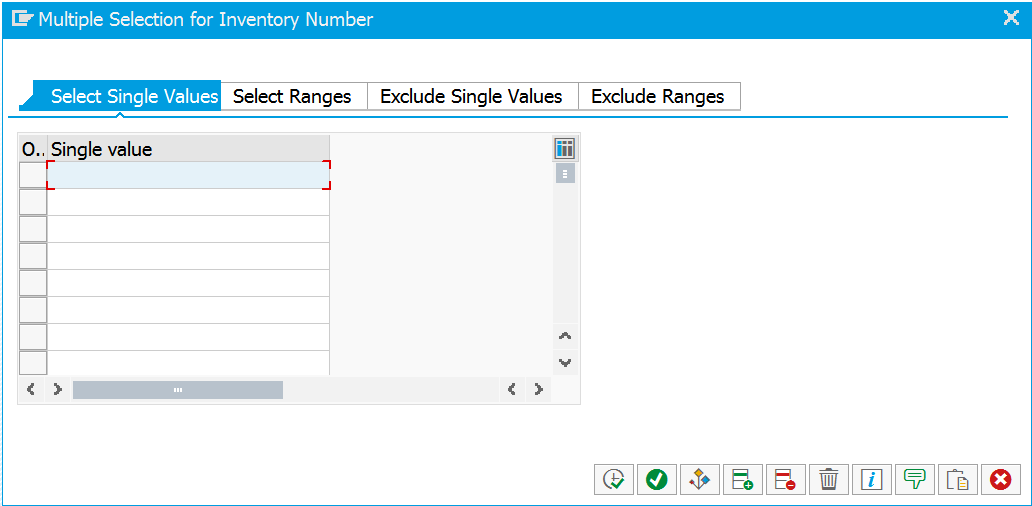 Multiple Selection for Inventory Number
Select Single Values Select Ranges Exclude Single Values Exclude Ranges
O.. Single value